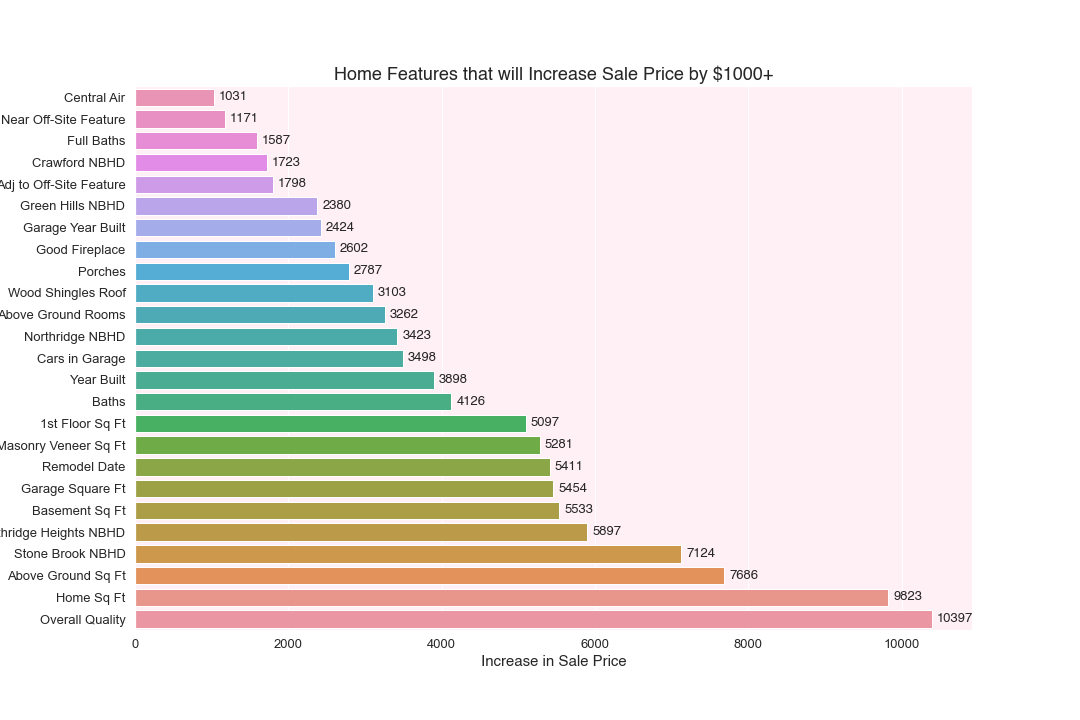 Home Features that will Increase Sale Price by $1000+
Central Air 1031
Near Off-Site Feature 1171
Full Baths 1587
Crawford NBHD 1723
Adj to Off-Site Feature 1798
Green Hills NBHD 2380
Garage Year Built 2424
Good Fireplace 2602
Porches 2787
Wood Shingles Roof 3103
Above Ground Rooms 3262
Northridge NBHD 3423
Cars in Garage 3498
Year Built 3898
Baths 4126
1st Floor Sq Ft 5097
Masonry Veneer Sq Ft 5281
Remodel Date 5411
Garage Square Ft 5454
Basement Sq Ft 5533
hridge Heights NBHD 5897
Stone Brook NBHD 7124
Above Ground Sq Ft 7686
Home Sq Ft 9823
Overall Quality 10397
0 2000 4000 6000 8000 10000
Increase in Sale Price